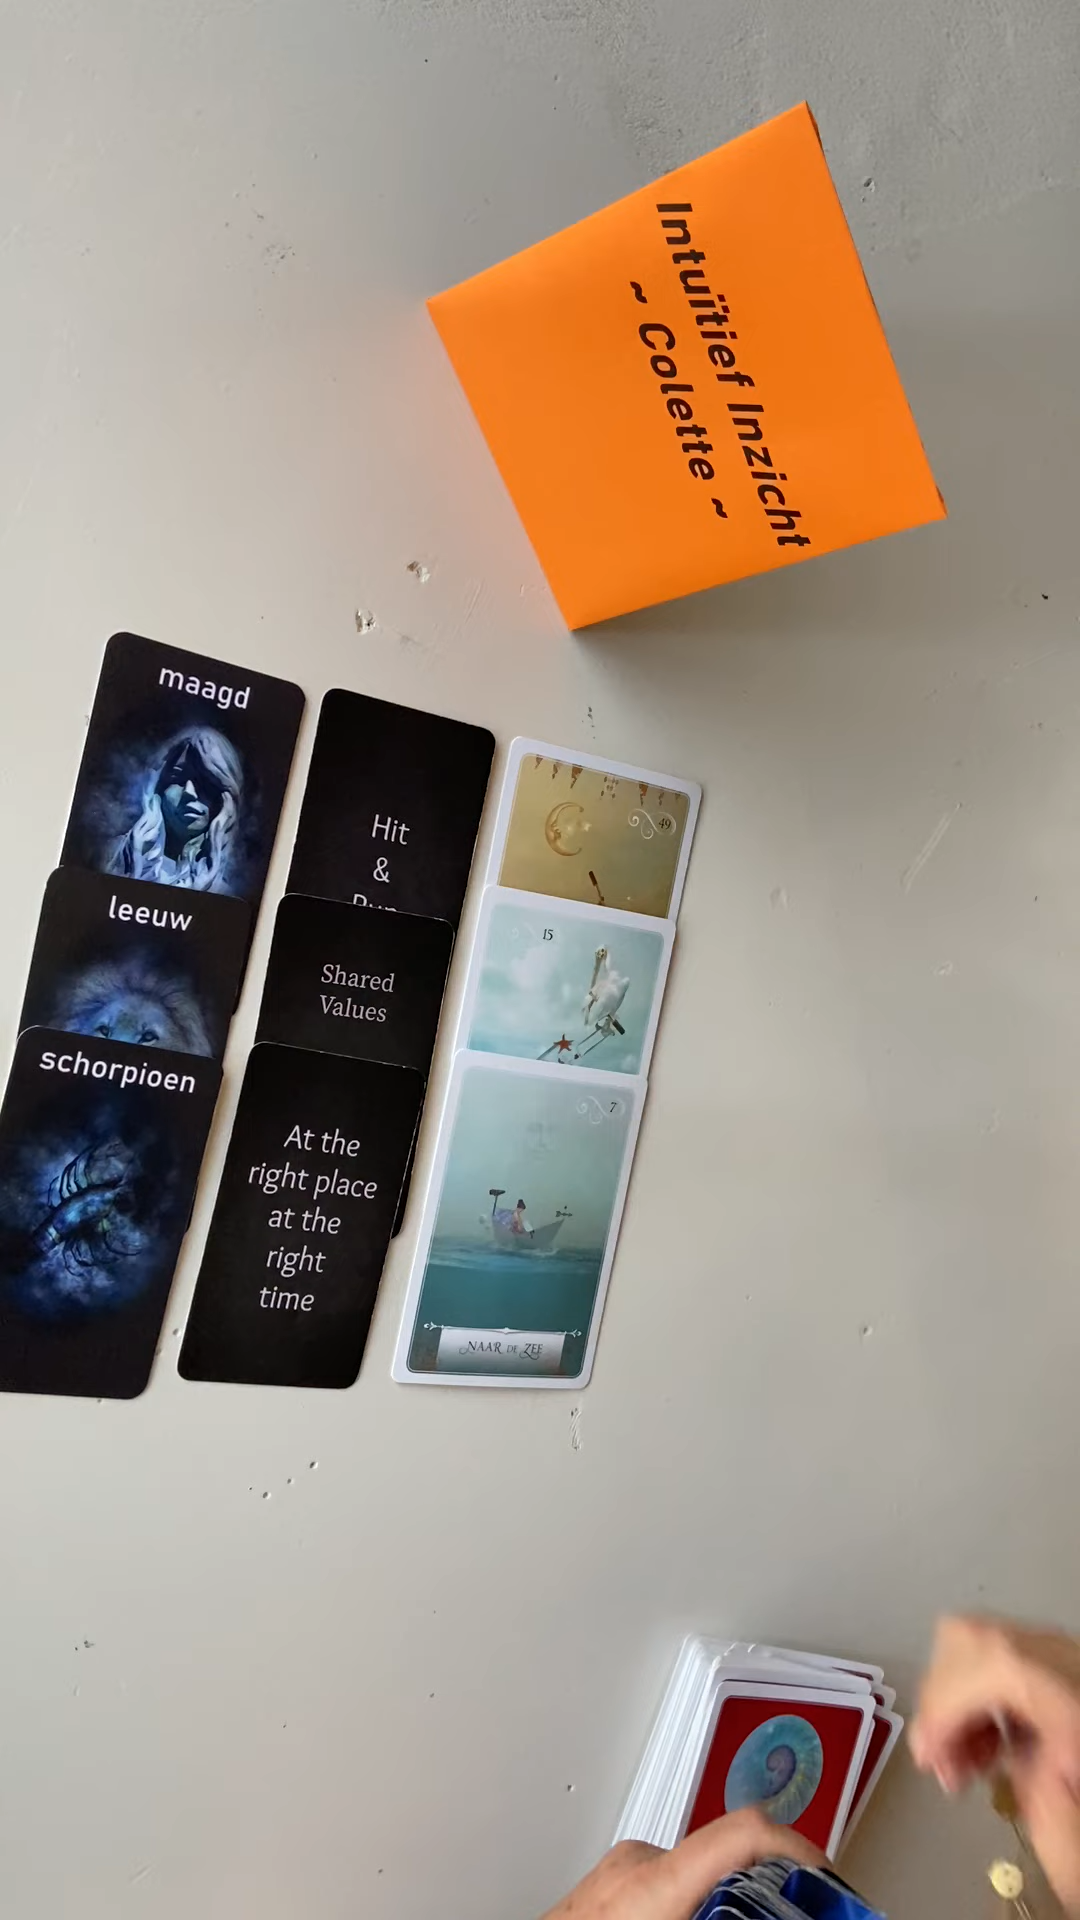 Intuïtief Inzicht
~ Colette ~
maagd
Hit
&
49
leeuw
Shared
Values
15
schorpioen
At the
right place
at the
right
time
7
NAAR DE ZEE